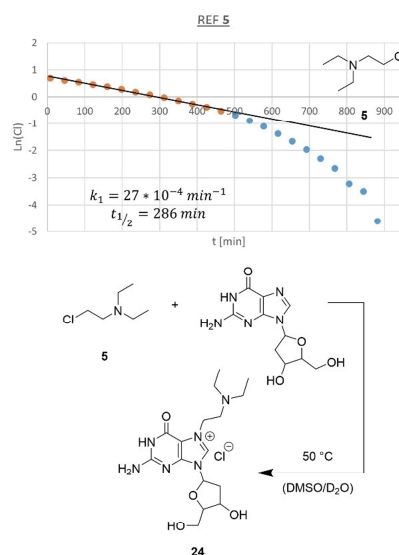 REF 5
2
1
0
-1
-2
-3
-4
-5
Ln(Cl)
0 100 200 300 400 500 600 700 800 900
t [min]
N
C
5
k₁ = 27 * 10⁻⁴ min⁻¹
t₁/₂ = 286 min
Cl N
5
+
O
HN N
H₂N N N
O
OH
HO
N
O
HN N ⊕
Cl ⊖
H₂N N N
O
OH
HO
24
50 °C
(DMSO/D₂O)